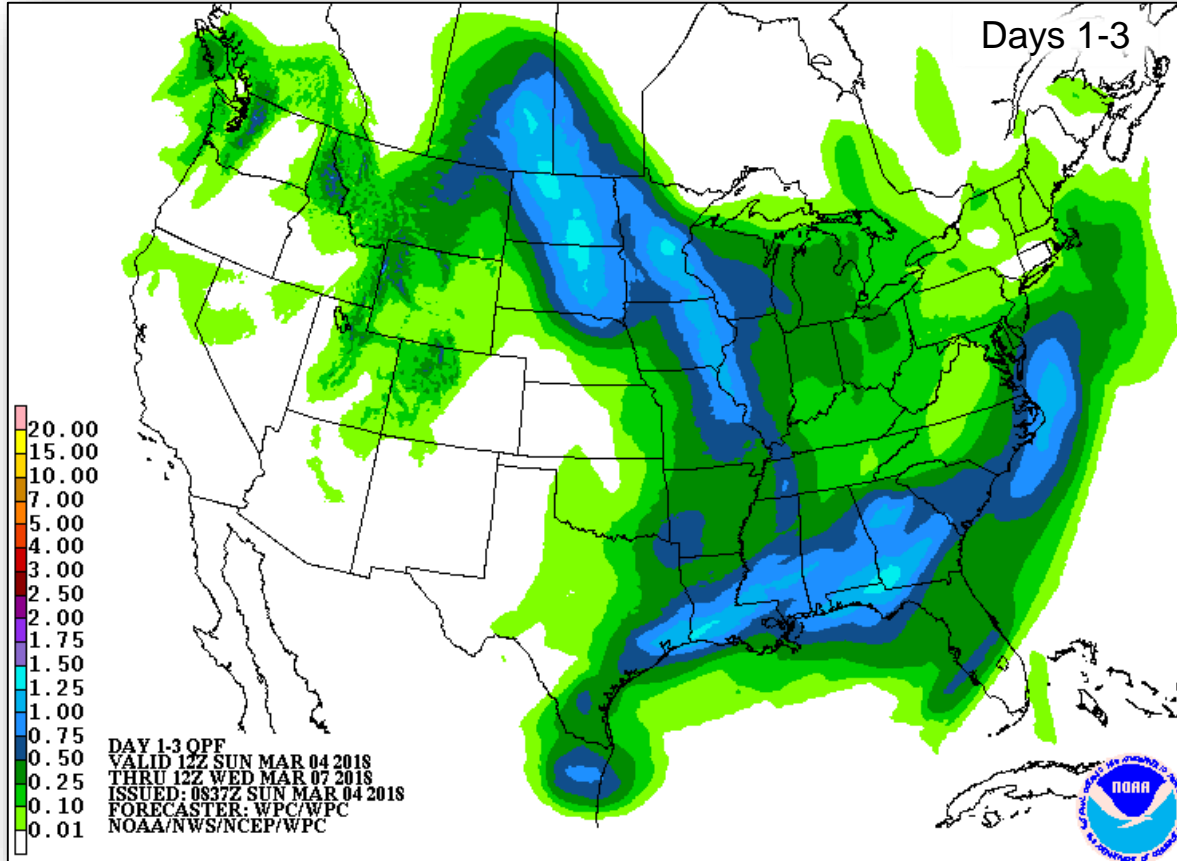 Days 1-3
20.00
15.00
10.00
7.00
5.00
4.00
3.00
2.50
2.00
1.75
1.50
1.25
1.00
0.75
0.50
0.25
0.10
0.01
DAY 1-3 QPF
VALID 12Z SUN MAR 04 2018
THRU 12Z WED MAR 07 2018
ISSUED: 0837Z SUN MAR 04 2018
FORECASTER: WPC/WPC
NOAA/NWS/NCEP/WPC
NOAA